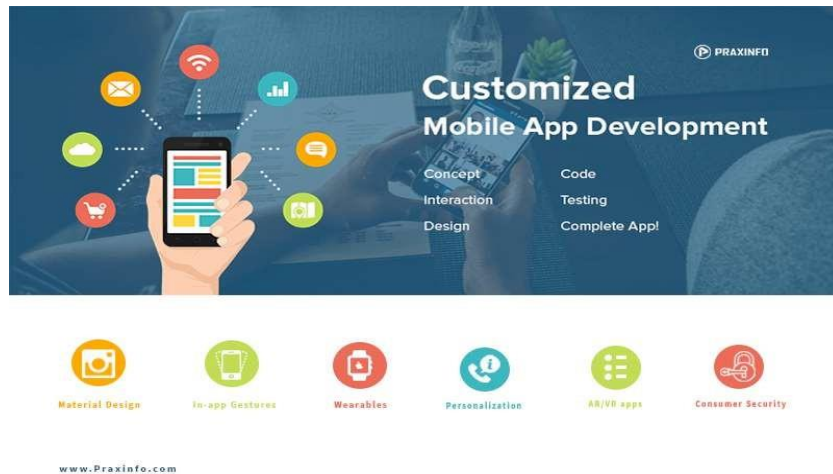 PRAXINFO
Customized
Mobile App Development
Concept
Interaction
Design
Code
Testing
Complete App!
Material Design
In-app Gestures
Wearables
Personalization
AR/VR apps
Consumer Security
www.Praxinfo.com